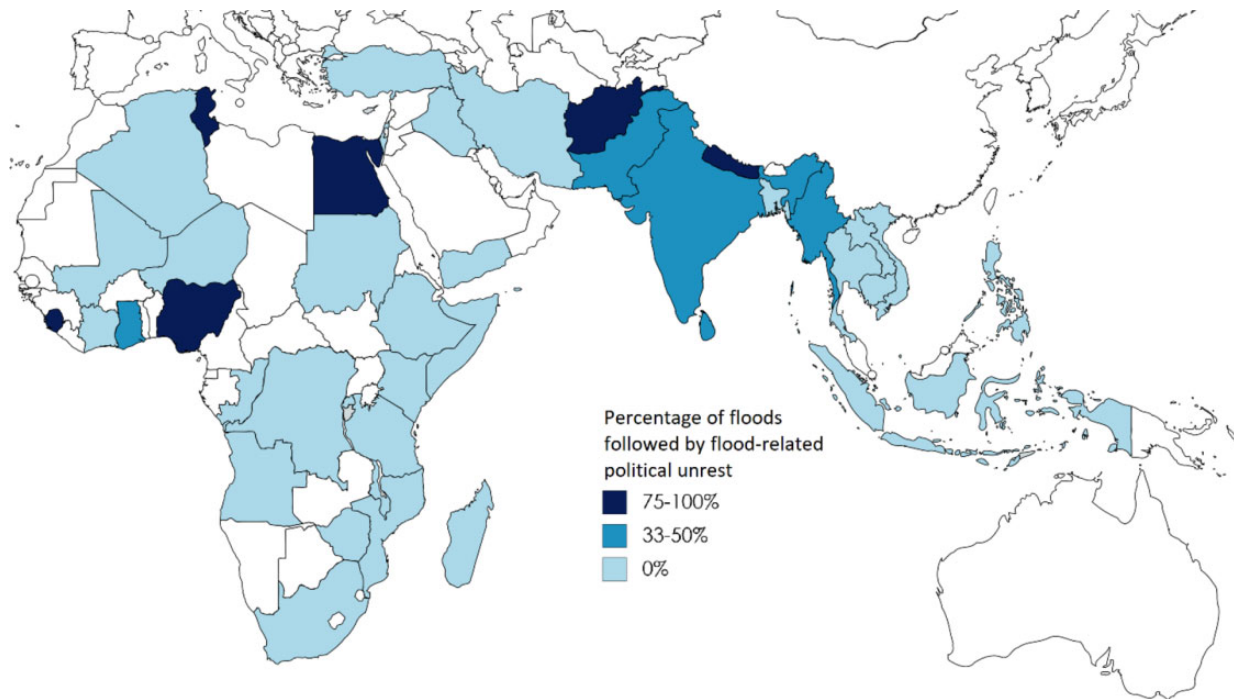 Percentage of floods
followed by flood-related
political unrest
75-100%
33-50%
0%